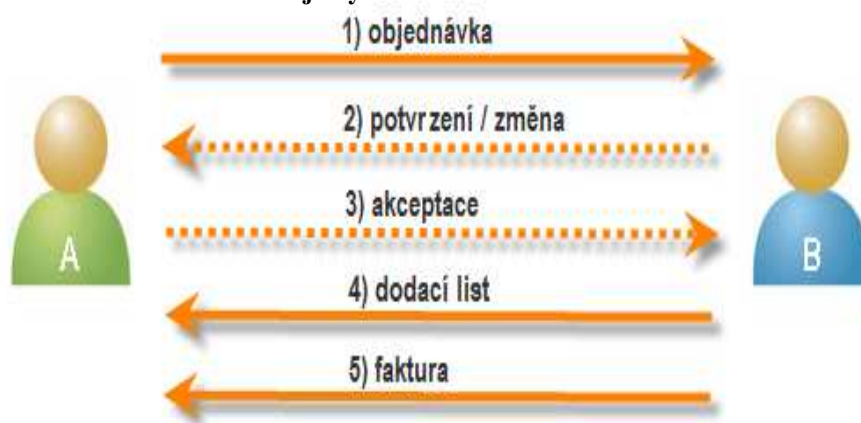 1) objednávka
2) potvrzení / změna
3) akceptace
A
B
4) dodací list
5) faktura